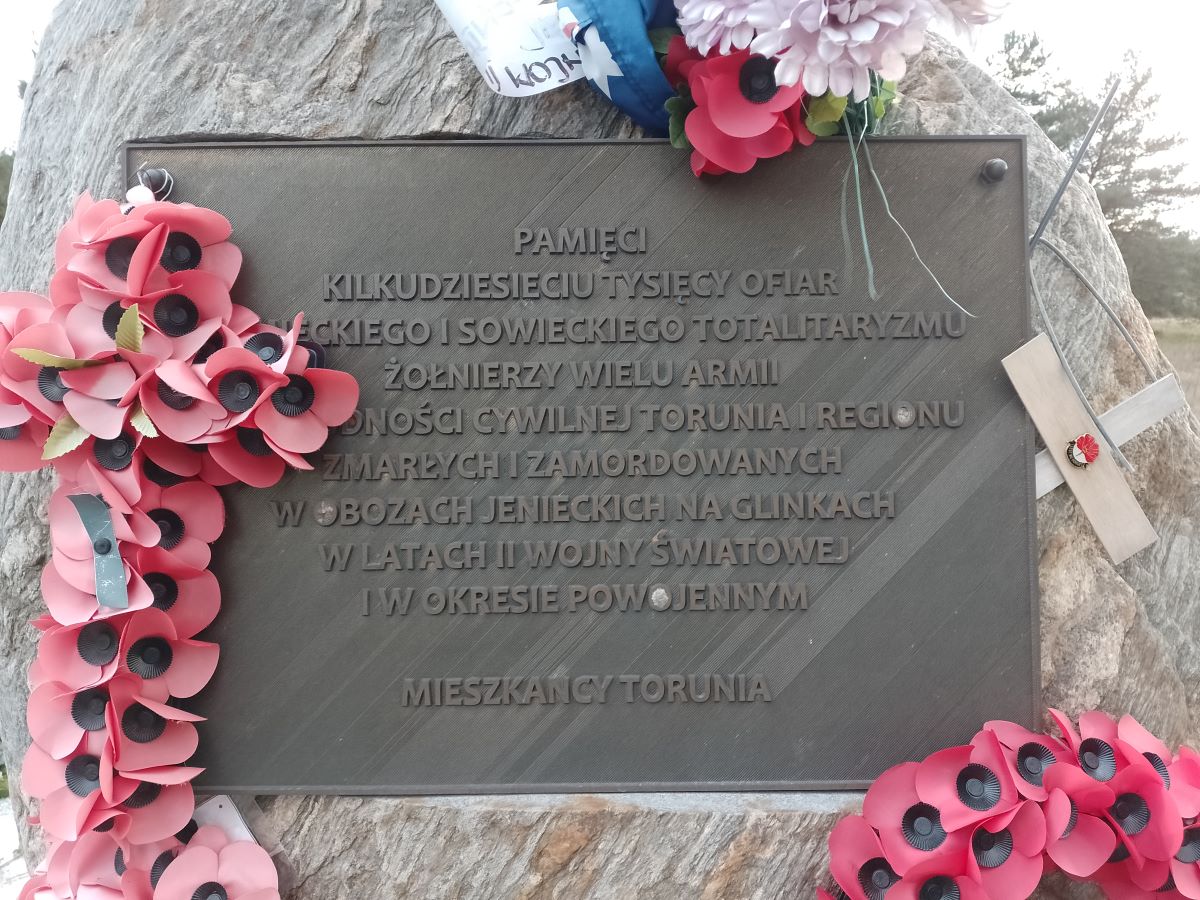 PAMIĘCI
KILKUDZIESIECIU TYSIĘCY OFIAR
I SOWIECKIEGO TOTALITARYZMU
ŻOŁNIERZY WIELU ARMII
CYWILNEJ TORUNIA I REGIONU
ZMARŁYCH I ZAMORDOWANYCH
W OBOZACH JENIECKICH NA GLINKACH
W LATACH II WOJNY ŚWIATOWEJ
I W OKRESIE POWOJENNYM
MIESZKAŃCY TORUNIA